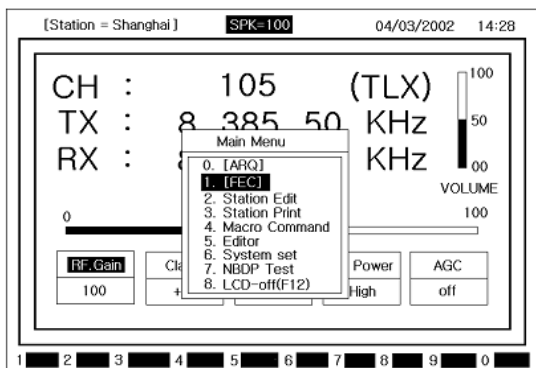 [Station = Shanghai] SPK=100 04/03/2002 14:28
CH : 105 (TLX)
TX : 8 385 50 KHz
RX : KHz
100
50
00
VOLUME
0 100
Main Menu
0. [ARQ]
1. [FEC]
2. Station Edit
3. Station Print
4. Macro Command
5. Editor
6. System set
7. NBDP Test
8. LCD-off(F12)
RF.Gain Power AGC
100 High off
1 2 3 4 5 6 7 8 9 0